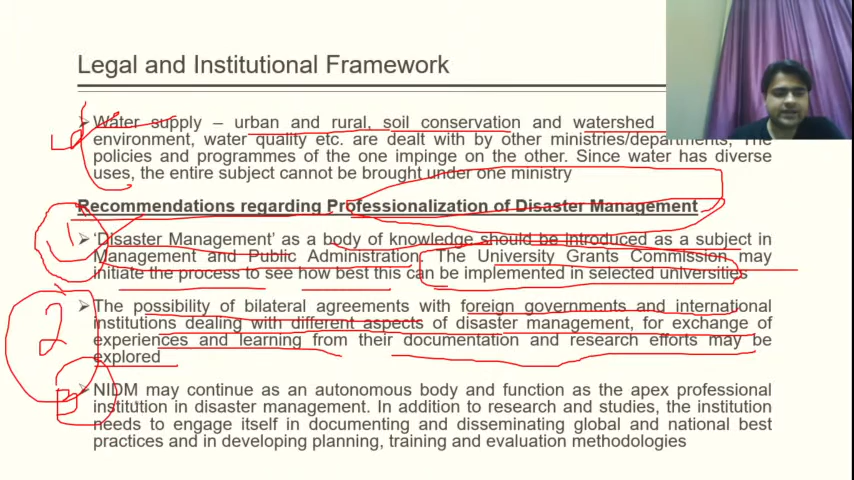 Legal and Institutional Framework
➢ Water supply – urban and rural, soil conservation and watershed
environment, water quality etc. are dealt with by other ministries/departments, The
policies and programmes of the one impinge on the other. Since water has diverse
uses, the entire subject cannot be brought under one ministry
Recommendations regarding Professionalization of Disaster Management
➢ 'Disaster Management' as a body of knowledge should be introduced as a subject in
Management and Public Administration. The University Grants Commission may
initiate the process to see how best this can be implemented in selected universities
1
➢ The possibility of bilateral agreements with foreign governments and international
institutions dealing with different aspects of disaster management, for exchange of
experiences and learning from their documentation and research efforts may be
explored
2
➢ NIDM may continue as an autonomous body and function as the apex professional
institution in disaster management. In addition to research and studies, the institution
needs to engage itself in documenting and disseminating global and national best
practices and in developing planning, training and evaluation methodologies